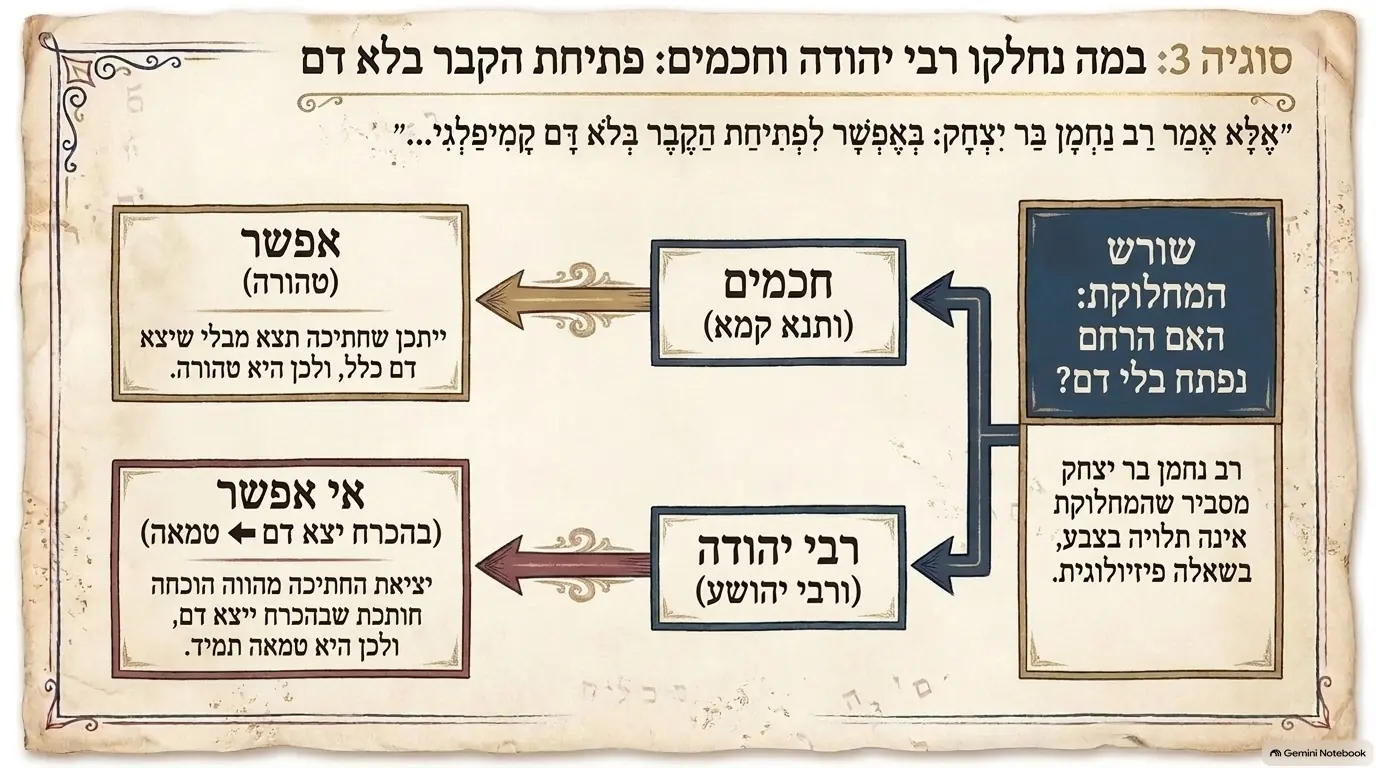 סוגיה 3: במה נחלקו רבי יהודה וחכמים: פתיחת הקבר בלא דם
"אֶלָּא אֲמַר רַב נַחְמָן בַּר יִצְחָק: בְּאֶפְשָׁר לִפְתִיחַת הַקֶּבֶר בְּלֹא דָּם קָמִיפַלְגִי..."
שורש
המחלוקת:
האם הרחם
נפתח בלי דם?
רב נחמן בר יצחק
מסביר שהמחלוקת
אינה תלויה בצבע,
בשאלה פיזיולוגית.
חכמים
(ותנא קמא)
אפשר
(טהורה)
ייתכן שחתיכה תצא מבלי שיצא
דם כלל, ולכן היא טהורה.
רבי יהודה
(ורבי יהושע)
אי אפשר
(בהכרח יצא דם ← טמאה)
יציאת החתיכה מהווה הוכחה
חותכת שבהכרח ייצא דם,
ולכן היא טמאה תמיד.
Gemini Notebook